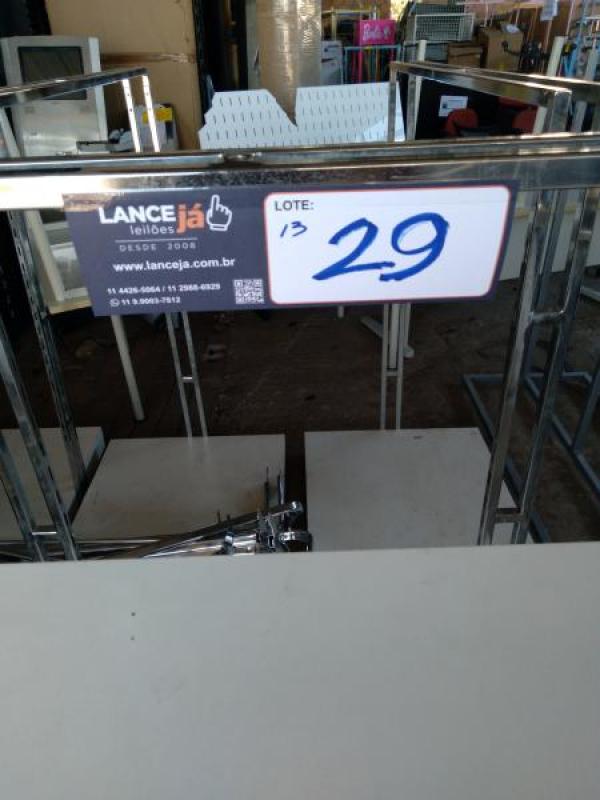 LANCE já
leilões
DESDE 2008
www.lanceja.com.br
11 4426-5064 / 11 2988-6929
11 9.9003-7512
LOTE:
13 29
Barbie